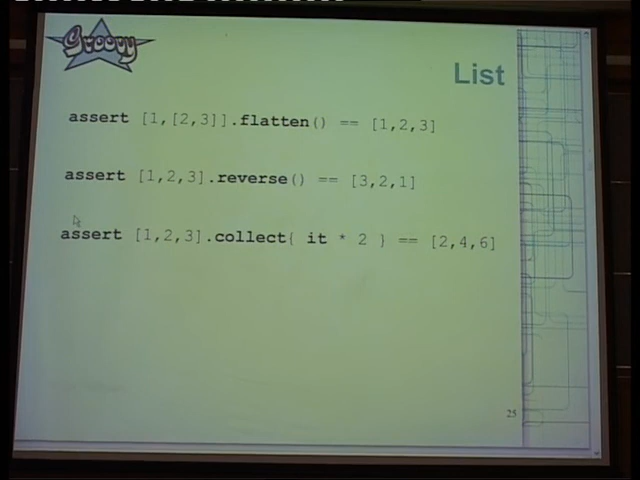 Groovy
List
assert [1,[2,3]].flatten() == [1,2,3]
assert [1,2,3].reverse() == [3,2,1]
assert [1,2,3].collect{ it * 2 } == [2,4,6]
25